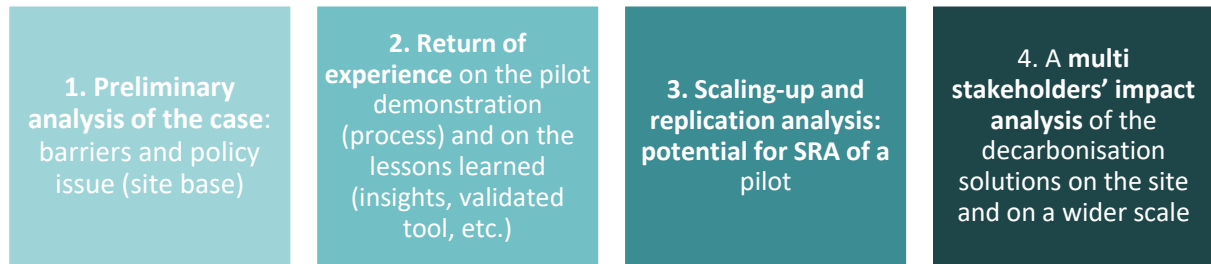 1. Preliminary
analysis of the case:
barriers and policy
issue (site base)
2. Return of
experience on the pilot
demonstration
(process) and on the
lessons learned
(insights, validated
tool, etc.)
3. Scaling-up and
replication analysis:
potential for SRA of a
pilot
4. A multi
stakeholders’ impact
analysis of the
decarbonisation
solutions on the site
and on a wider scale